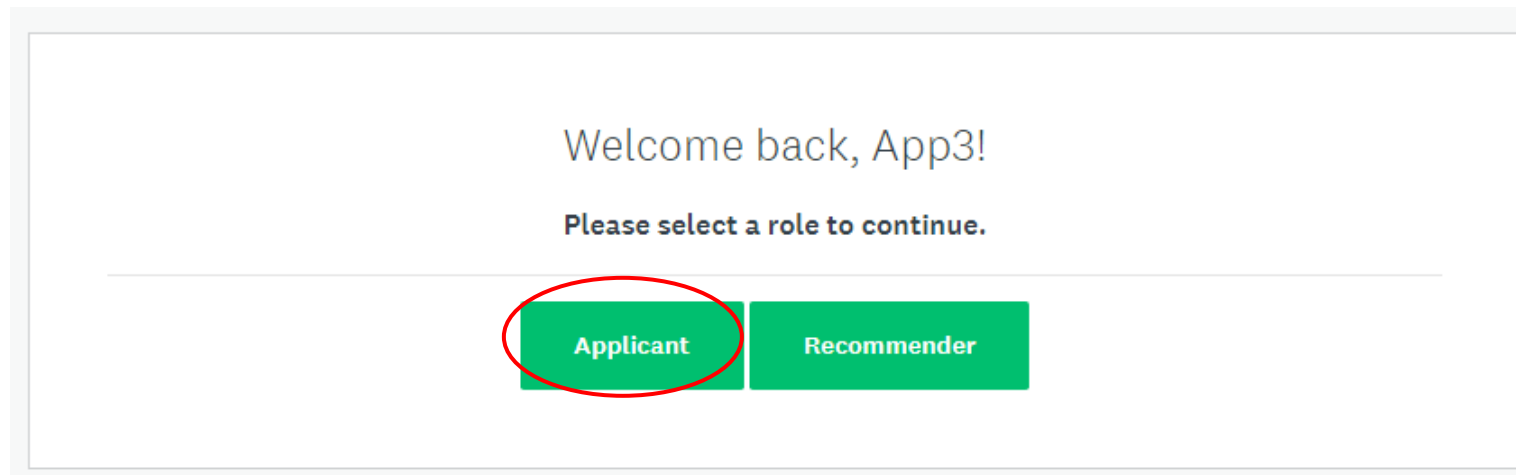 Welcome back, App3!
Please select a role to continue.
Applicant Recommender